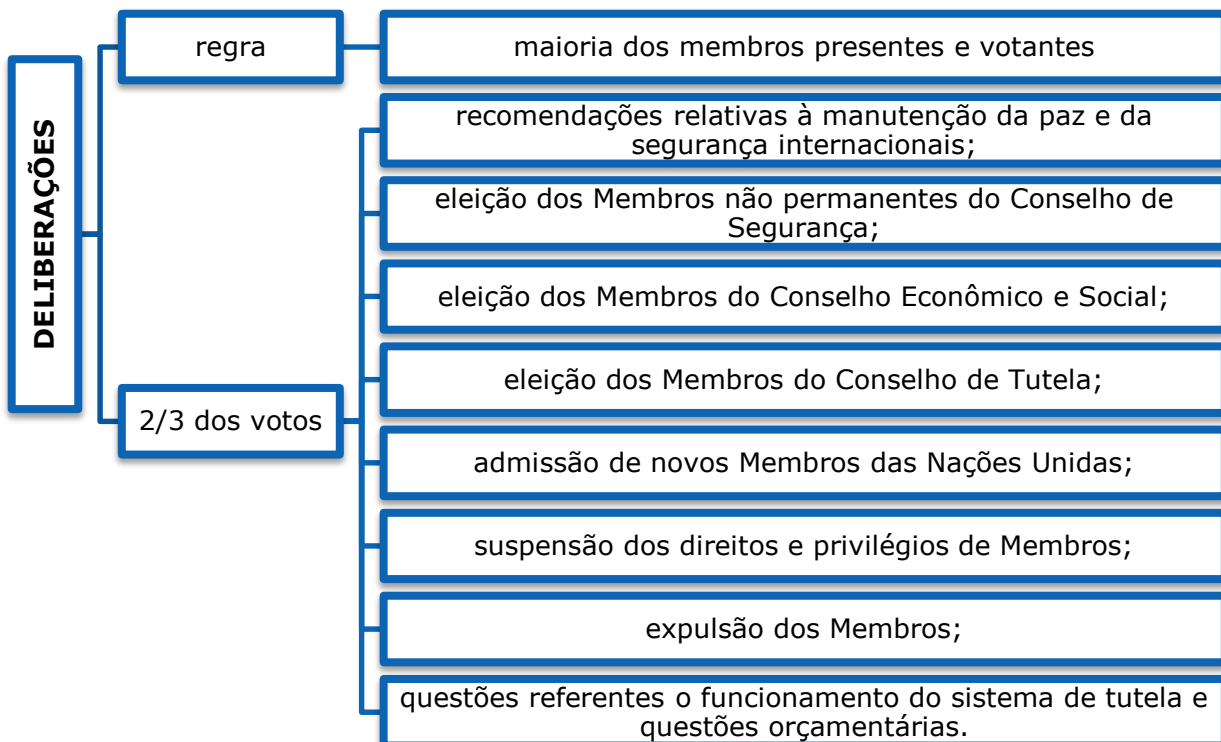 DELIBERAÇÕES
regra
maioria dos membros presentes e votantes
2/3 dos votos
recomendações relativas à manutenção da paz e da
segurança internacionais;
eleição dos Membros não permanentes do Conselho de
Segurança;
eleição dos Membros do Conselho Econômico e Social;
eleição dos Membros do Conselho de Tutela;
admissão de novos Membros das Nações Unidas;
suspensão dos direitos e privilégios de Membros;
expulsão dos Membros;
questões referentes o funcionamento do sistema de tutela e
questões orçamentárias.